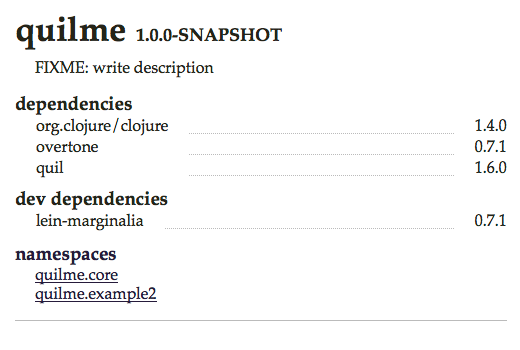 quilme 1.0.0-SNAPSHOT
FIXME: write description
dependencies
org.clojure/clojure 1.4.0
overtone 0.7.1
quil 1.6.0
dev dependencies
lein-marginalia 0.7.1
namespaces
quilme.core
quilme.example2